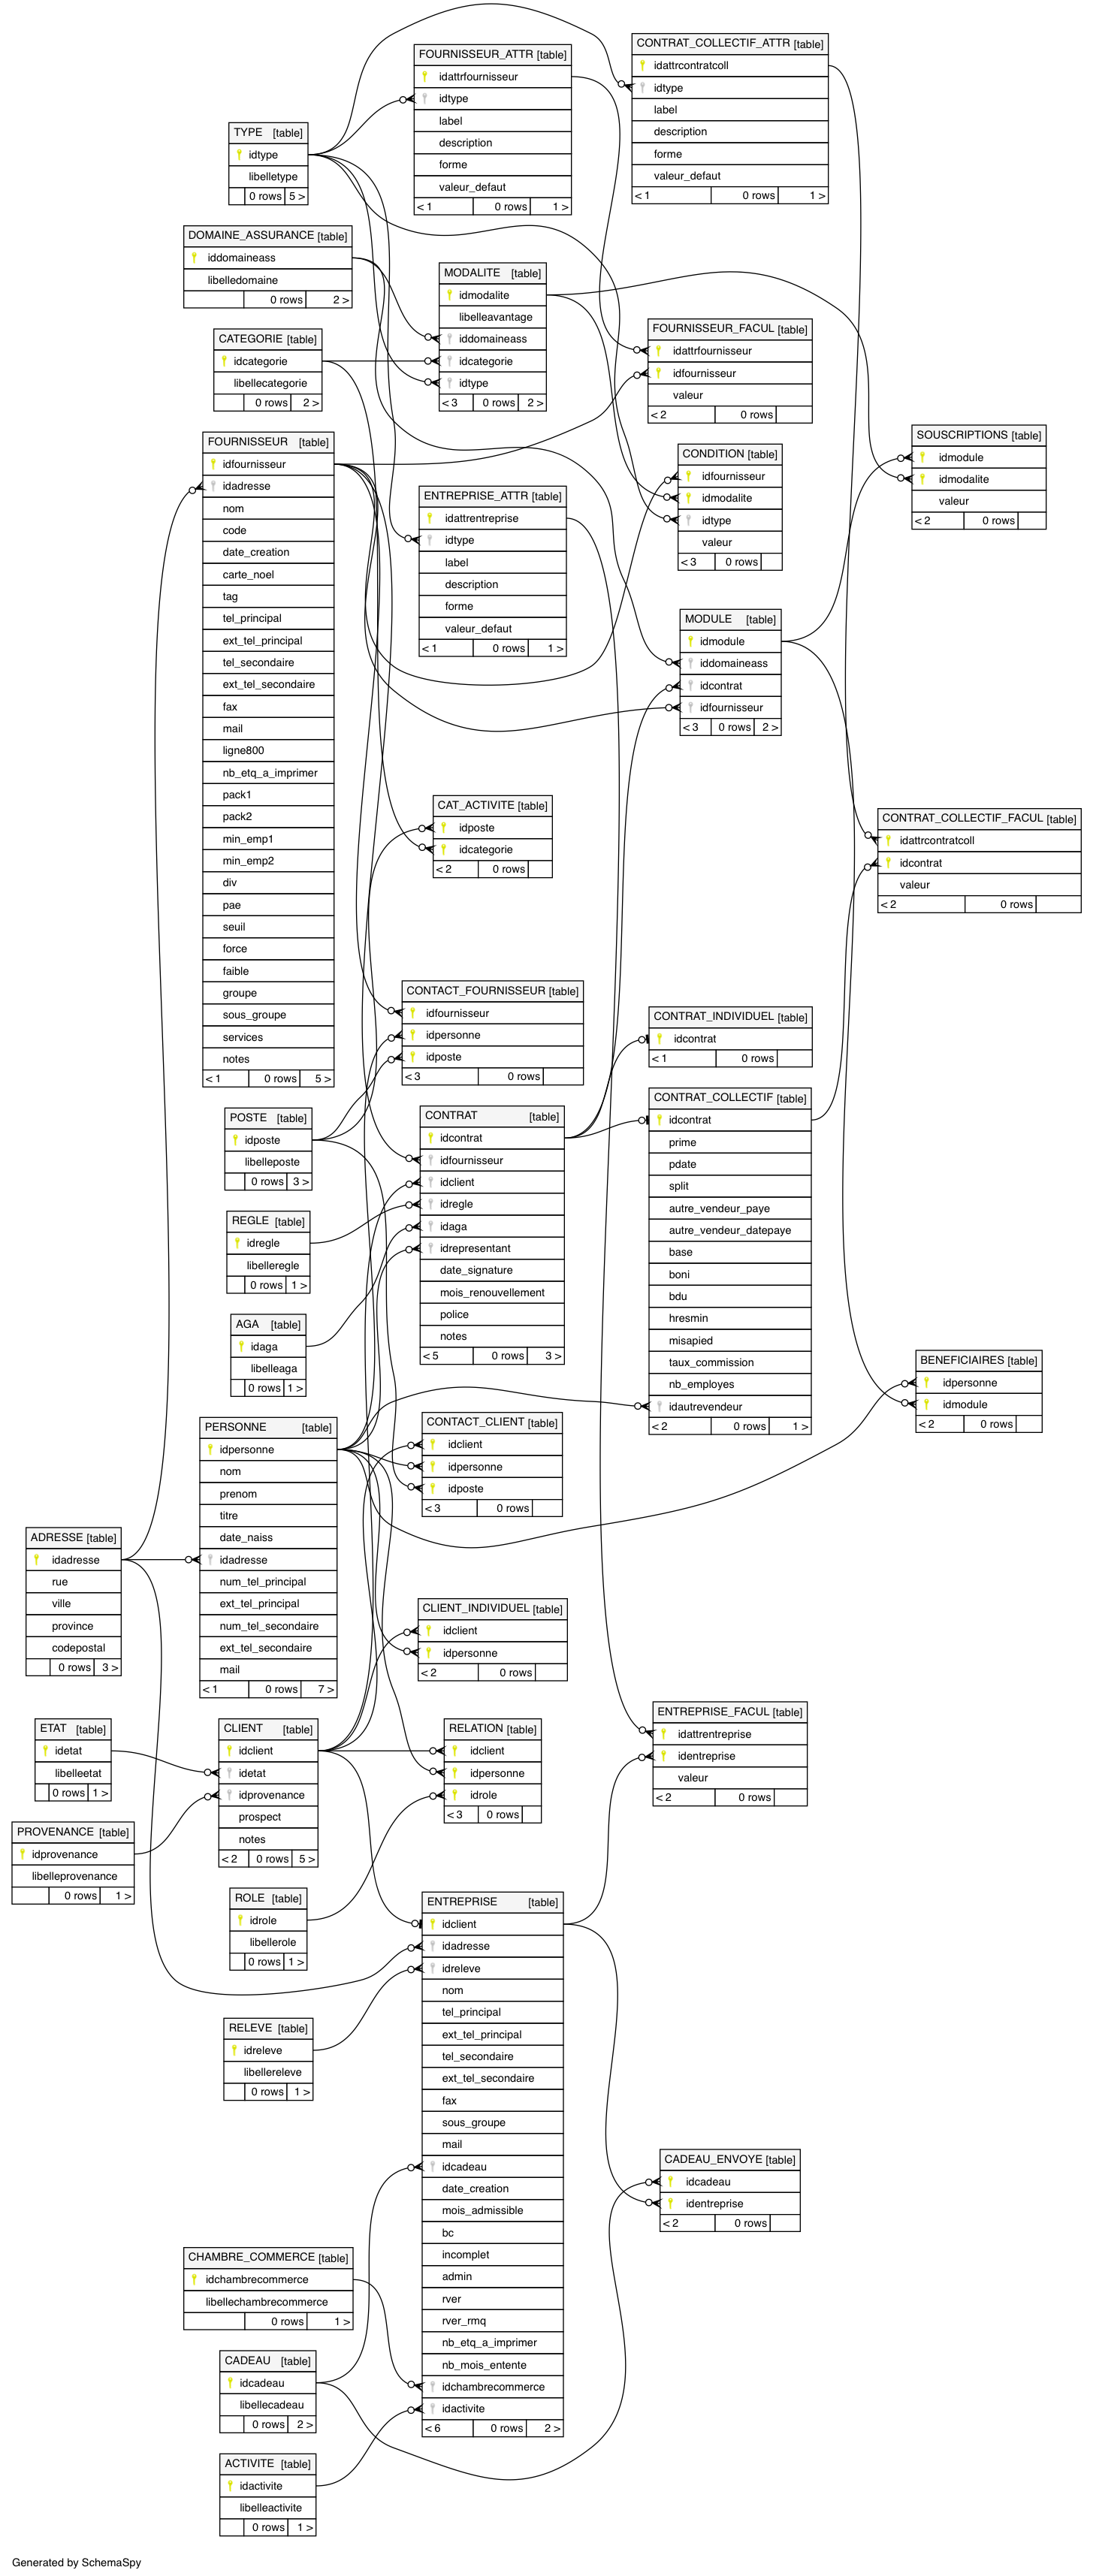 FOURNISSEUR_ATTR [table]
idattrfournisseur
idtype
label
description
forme
valeur_defaut
< 1 0 rows 1 >
CONTRAT_COLLECTIF_ATTR [table]
idattrcontratcoll
idtype
label
description
forme
valeur_defaut
< 1 0 rows 1 >
TYPE [table]
idtype
libelletype
0 rows 5 >
DOMAINE_ASSURANCE [table]
iddomaineass
libelledomaine
0 rows 2 >
MODALITE [table]
idmodalite
libelleavantage
iddomaineass
idcategorie
idtype
< 3 0 rows 2 >
CATEGORIE [table]
idcategorie
libellecategorie
0 rows 2 >
FOURNISSEUR_FACUL [table]
idattrfournisseur
idfournisseur
valeur
< 2 0 rows
SOUSCRIPTIONS [table]
idmodule
idmodalite
valeur
< 2 0 rows
FOURNISSEUR [table]
idfournisseur
idadresse
nom
code
date_creation
carte_noel
tag
tel_principal
ext_tel_principal
tel_secondaire
ext_tel_secondaire
fax
mail
ligne800
nb_etq_a_imprimer
pack1
pack2
min_emp1
min_emp2
div
pae
seuil
force
faible
groupe
sous_groupe
services
notes
< 1 0 rows 5 >
CONDITION [table]
idfournisseur
idmodalite
idtype
valeur
< 3 0 rows
ENTREPRISE_ATTR [table]
idattrentreprise
idtype
label
description
forme
valeur_defaut
< 1 0 rows 1 >
MODULE [table]
idmodule
iddomaineass
idcontrat
idfournisseur
< 3 0 rows 2 >
CAT_ACTIVITE [table]
idposte
idcategorie
< 2 0 rows
CONTRAT_COLLECTIF_FACUL [table]
idattrcontratcoll
idcontrat
valeur
< 2 0 rows
CONTACT_FOURNISSEUR [table]
idfournisseur
idpersonne
idposte
< 3 0 rows
CONTRAT_INDIVIDUEL [table]
idcontrat
< 1 0 rows
CONTRAT_COLLECTIF [table]
idcontrat
prime
pdate
split
autre_vendeur_paye
autre_vendeur_datepaye
base
boni
bdu
hresmin
misapied
taux_commission
nb_employes
idautrevendeur
< 2 0 rows 1 >
POSTE [table]
idposte
libelleposte
0 rows 3 >
CONTRAT [table]
idcontrat
idfournisseur
idclient
idregle
idaga
idrepresentant
date_signature
mois_renouvellement
police
notes
< 5 0 rows 3 >
REGLE [table]
idregle
libelleregle
0 rows 1 >
AGA [table]
idaga
libelleaga
0 rows 1 >
BENEFICIAIRES [table]
idpersonne
idmodule
< 2 0 rows
PERSONNE [table]
idpersonne
nom
prenom
titre
date_naiss
idadresse
num_tel_principal
ext_tel_principal
num_tel_secondaire
ext_tel_secondaire
mail
< 1 0 rows 7 >
CONTACT_CLIENT [table]
idclient
idpersonne
idposte
< 3 0 rows
ADRESSE [table]
idadresse
rue
ville
province
codepostal
0 rows 3 >
CLIENT_INDIVIDUEL [table]
idclient
idpersonne
< 2 0 rows
ETAT [table]
idetat
libelleetat
0 rows 1 >
CLIENT [table]
idclient
idetat
idprovenance
prospect
notes
< 2 0 rows 5 >
RELATION [table]
idclient
idpersonne
idrole
< 3 0 rows
ENTREPRISE_FACUL [table]
idattrentreprise
identreprise
valeur
< 2 0 rows
PROVENANCE [table]
idprovenance
libelleprovenance
0 rows 1 >
ROLE [table]
idrole
libellerole
0 rows 1 >
ENTREPRISE [table]
idclient
idadresse
idreleve
nom
tel_principal
ext_tel_principal
tel_secondaire
ext_tel_secondaire
fax
sous_groupe
mail
idcadeau
date_creation
mois_admissible
bc
incomplet
admin
rver
rver_rmq
nb_etq_a_imprimer
nb_mois_entente
idchambrecommerce
idactivite
< 6 0 rows 2 >
RELEVE [table]
idreleve
libellereleve
0 rows 1 >
CADEAU_ENVOYE [table]
idcadeau
identreprise
< 2 0 rows
CHAMBRE_COMMERCE [table]
idchambrecommerce
libellechambrecommerce
0 rows 1 >
CADEAU [table]
idcadeau
libellecadeau
0 rows 2 >
ACTIVITE [table]
idactivite
libelleactivite
0 rows 1 >
Generated by SchemaSpy